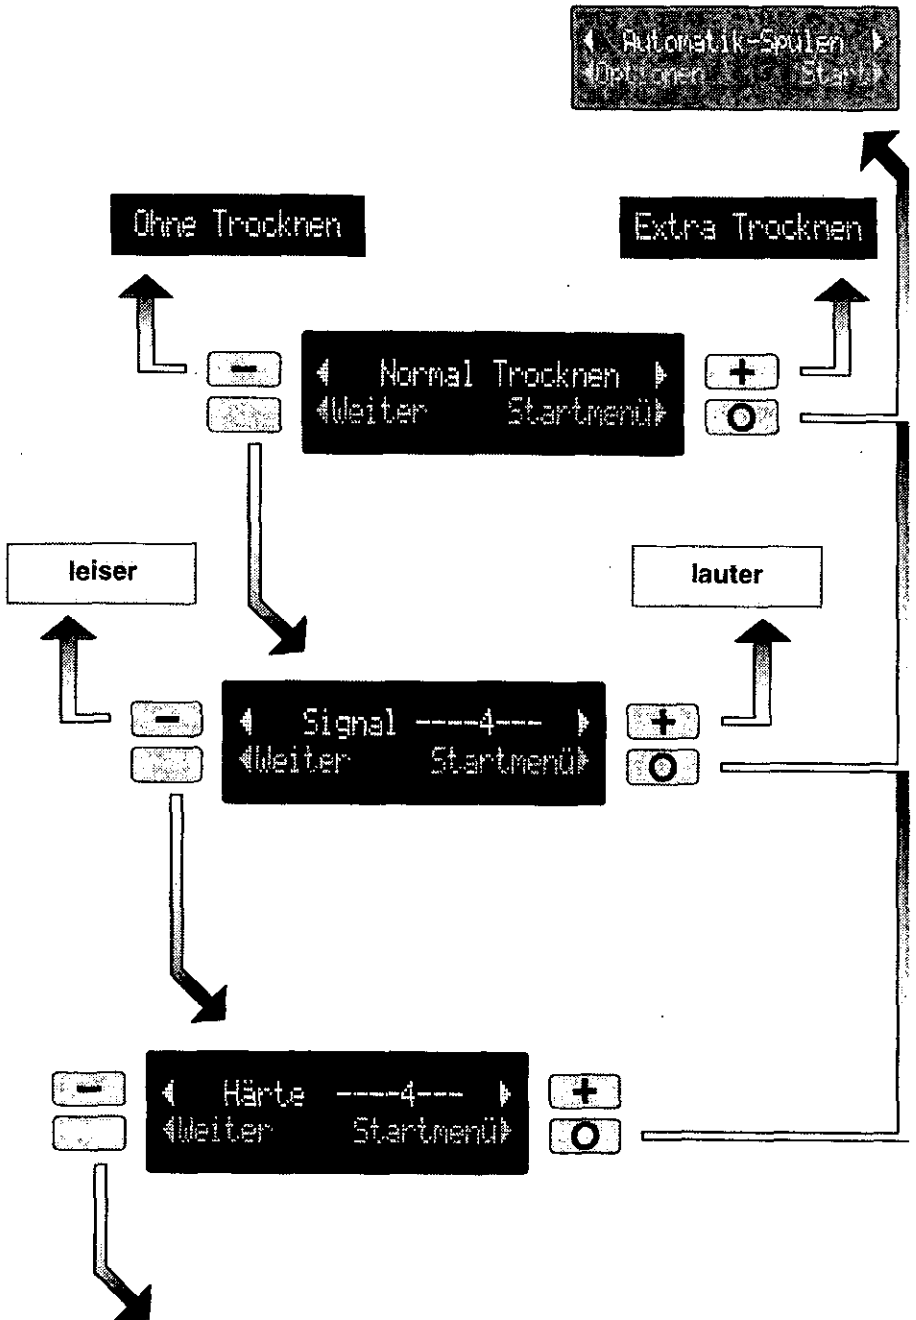 Automatik-Spülen
Optionen Start
Ohne Trocknen
Extra Trocknen
- Normal Trocknen +
Weiter Startmenü O
leiser
lauter
- Signal ----4--- +
Weiter Startmenü O
- Härte ----4--- +
Weiter Startmenü O